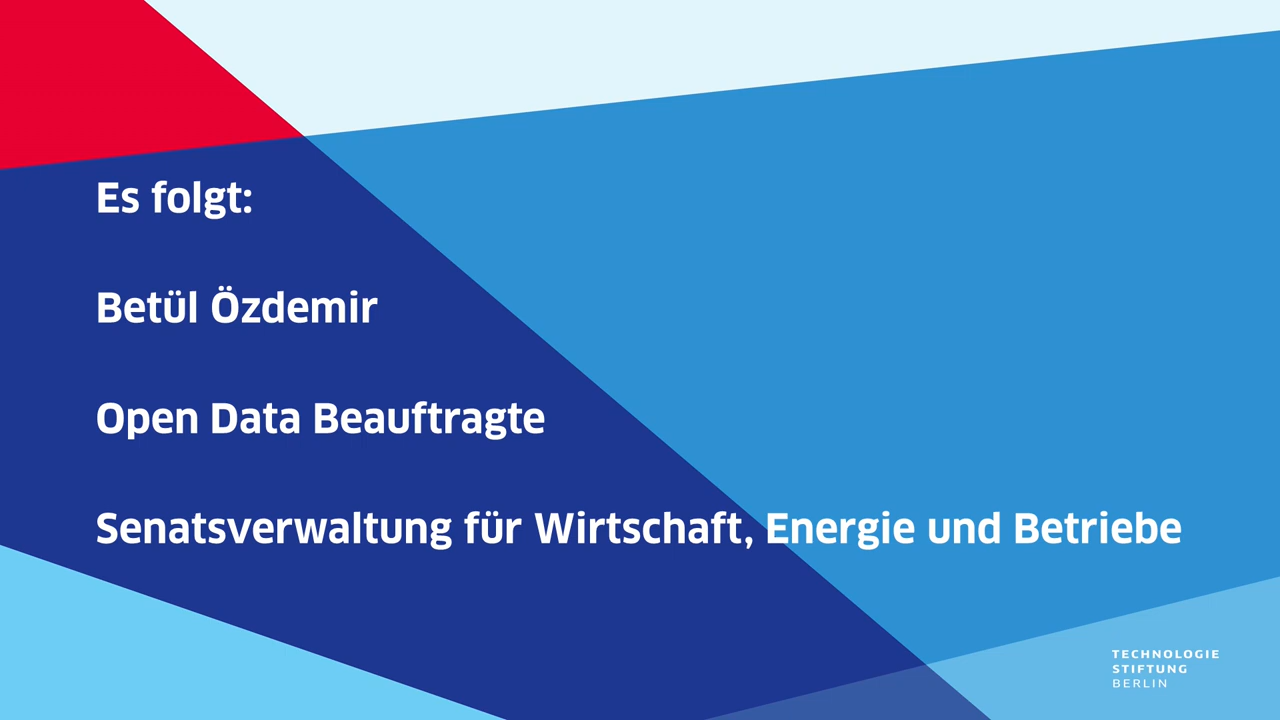 Es folgt:
Betül Özdemir
Open Data Beauftragte
Senatsverwaltung für Wirtschaft, Energie und Betriebe
TECHNOLOGIE
STIFTUNG
BERLIN